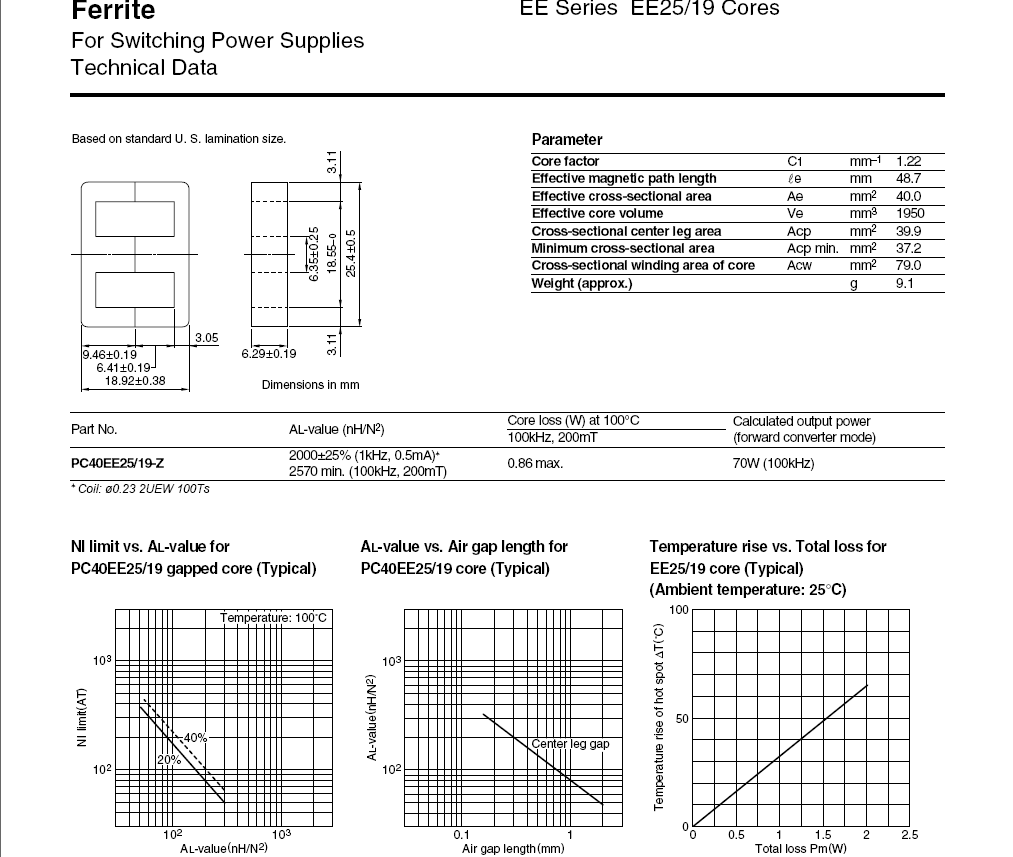 Ferrite
EE Series EE25/19 Cores
For Switching Power Supplies
Technical Data
Based on standard U. S. lamination size.
3.11
6.35±0.25
18.55–0
25.4±0.5
3.11
3.05
9.46±0.19
6.41±0.19
18.92±0.38
6.29±0.19
Dimensions in mm
Parameter
Core factor C1 mm–1 1.22
Effective magnetic path length ℓe mm 48.7
Effective cross-sectional area Ae mm2 40.0
Effective core volume Ve mm3 1950
Cross-sectional center leg area Acp mm2 39.9
Minimum cross-sectional area Acp min. mm2 37.2
Cross-sectional winding area of core Acw mm2 79.0
Weight (approx.) g 9.1
Part No. AL-value (nH/N2) Core loss (W) at 100°C Calculated output power
100kHz, 200mT (forward converter mode)
PC40EE25/19-Z 2000±25% (1kHz, 0.5mA)* 0.86 max. 70W (100kHz)
2570 min. (100kHz, 200mT)
* Coil: ø0.23 2UEW 100Ts
NI limit vs. AL-value for
PC40EE25/19 gapped core (Typical)
Temperature: 100°C
NI limit(AT)
103
102
40%
20%
102 103
AL-value(nH/N2)
AL-value vs. Air gap length for
PC40EE25/19 core (Typical)
AL-value(nH/N2)
103
102
Center leg gap
0.1 1
Air gap length(mm)
Temperature rise vs. Total loss for
EE25/19 core (Typical)
(Ambient temperature: 25°C)
Temperature rise of hot spot ΔT(°C)
100
50
0
0 0.5 1 1.5 2 2.5
Total loss Pm(W)